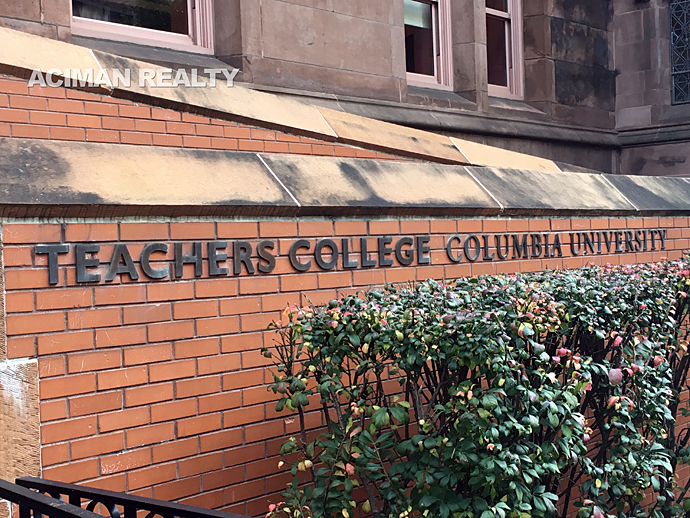 ACIMAN REALTY
TEACHERS COLLEGE COLUMBIA UNIVERSITY